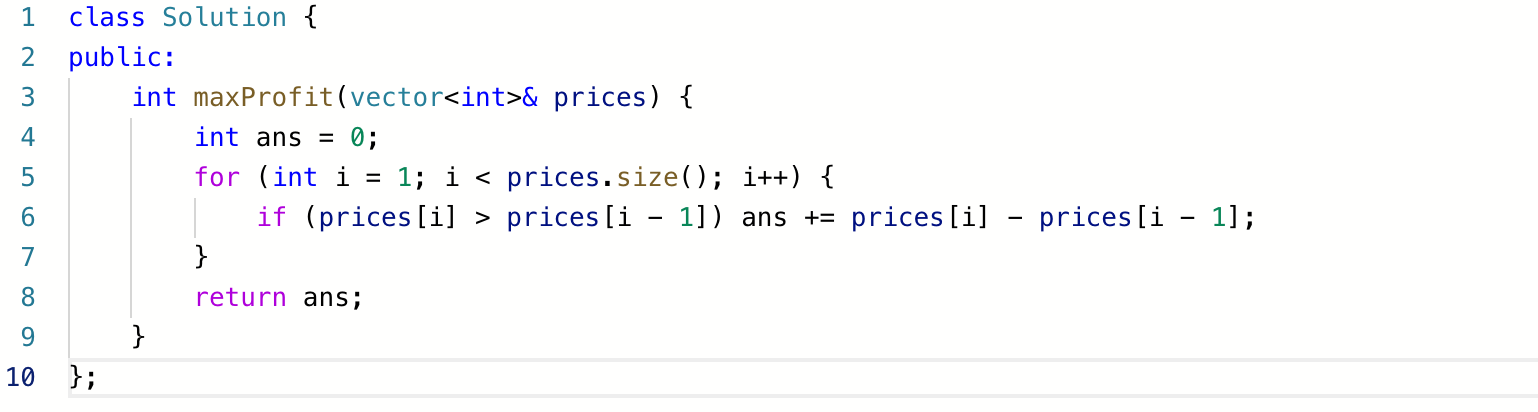 1 class Solution {
2 public:
3     int maxProfit(vector<int>& prices) {
4         int ans = 0;
5         for (int i = 1; i < prices.size(); i++) {
6             if (prices[i] > prices[i - 1]) ans += prices[i] - prices[i - 1];
7         }
8         return ans;
9     }
10 };